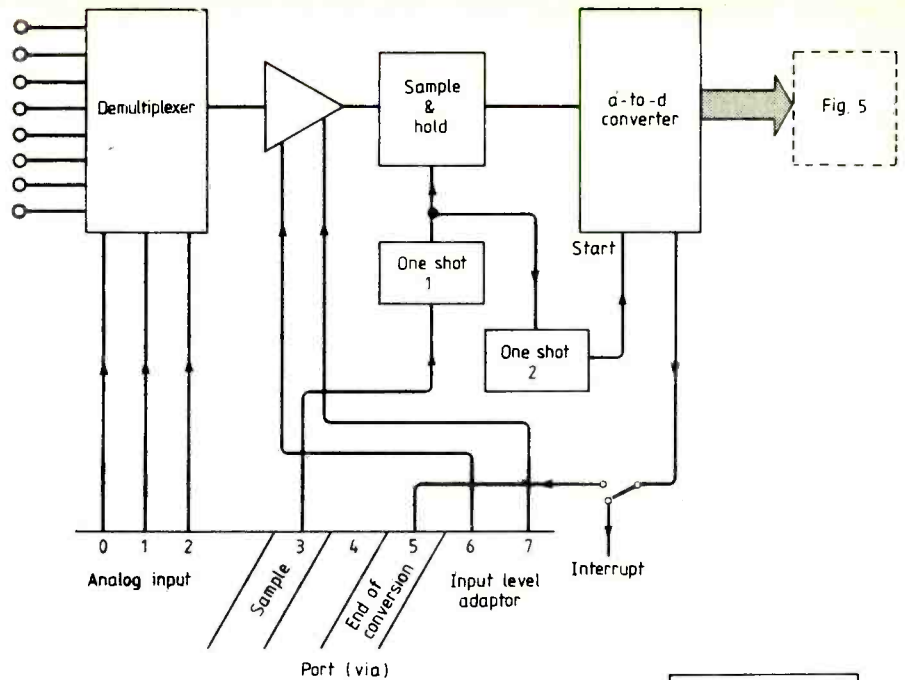 Demultiplexer
Sample
&
hold
a-to-d
converter
Fig. 5
One shot
1
Start
One shot
2
0 1 2 3 4 5 6 7
Analog input
Sample
End of
conversion
Input level
adaptor
Interrupt
Port (via)